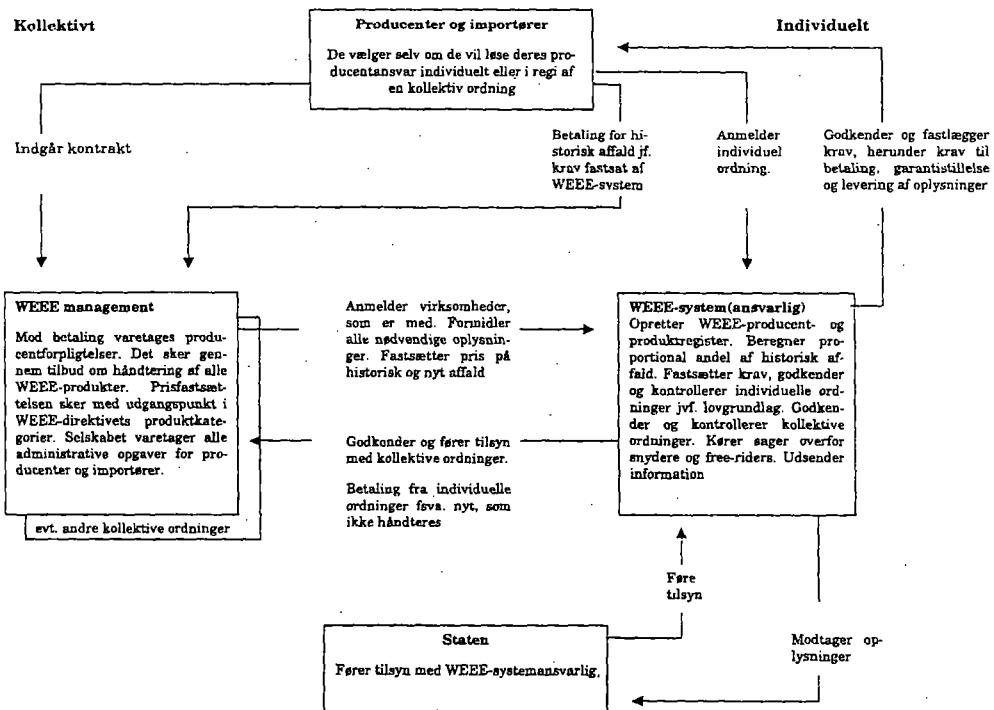 Kollektivt
Producenter og importører
Individuelt
De vælger selv om de vil løse deres pro-
ducentansvar individuelt eller i regi af
en kollektiv ordning
Indgår kontrakt
Betaling for hi-
storisk affald jf.
krav fastsat af
WEEE-system
Anmelder
individuel
ordning.
Godkender og fastlægger
krav, herunder krav til
betaling, garantistillelse
og levering af oplysninger
WEEE management
Mod betaling varetages produ-
centforpligtelser. Det sker gen-
nem tilbud om håndtering af alle
WEEE-produkter. Prisfastsæt-
telsen sker med udgangspunkt i
WEEE-direktivets produktkate-
gorier. Selskabet varetager alle
administrative opgaver for pro-
ducenter og importører.
evt. andre kollektive ordninger
Anmelder virksomheder,
som er med. Formidler
alle nødvendige oplysnin-
ger. Fastsætter pris på
historisk og nyt affald
Godkender og fører tilsyn
med kollektive ordninger.
Betaling fra individuelle
ordninger fsva. nyt, som
ikke håndteres
WEEE-system(ansvarlig)
Opretter WEEE-producent- og
produktregister. Beregner pro-
portional andel af historisk af-
fald. Fastsætter krav, godkender
og kontrollerer individuelle ord-
ninger jvf. lovgrundlag. Godken-
der og kontrollerer kollektive
ordninger. Kører sager overfor
snydere og free-riders. Udsender
information
Føre
tilsyn
Staten
Fører tilsyn med WEEE-systemansvarlig,
Modtager op-
lysninger